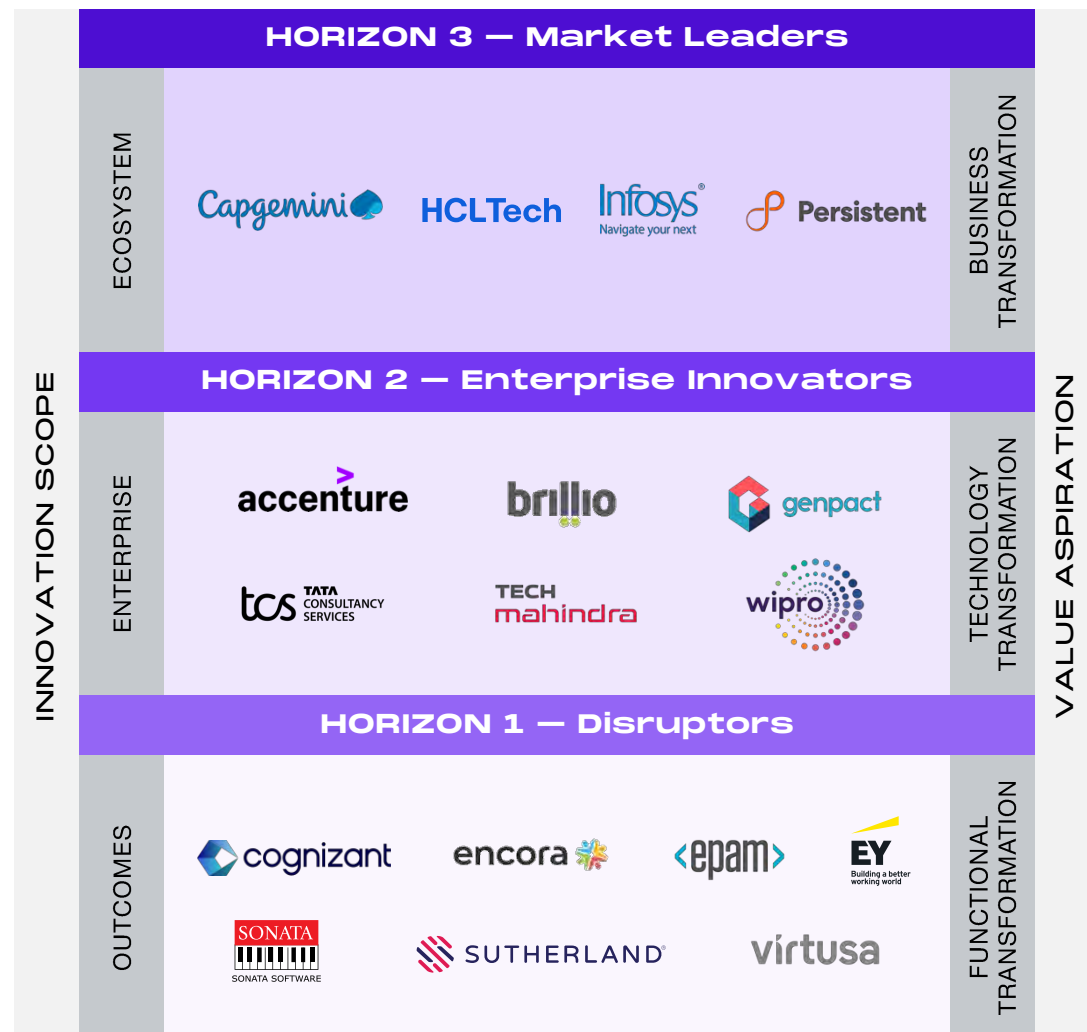 HORIZON 3 — Market Leaders
ECOSYSTEM
Capgemini
HCLTech
Infosys®
Navigate your next
Persistent
BUSINESS
TRANSFORMATION
INNOVATION SCOPE
VALUE ASPIRATION
HORIZON 2 — Enterprise Innovators
ENTERPRISE
accenture
brillio
genpact
tcs TATA
CONSULTANCY
SERVICES
TECH
mahindra
wipro
TECHNOLOGY
TRANSFORMATION
HORIZON 1 — Disruptors
OUTCOMES
cognizant
encora
<epam>
EY
Building a better
working world
SONATA
SONATA SOFTWARE
SUTHERLAND®
virtusa
FUNCTIONAL
TRANSFORMATION